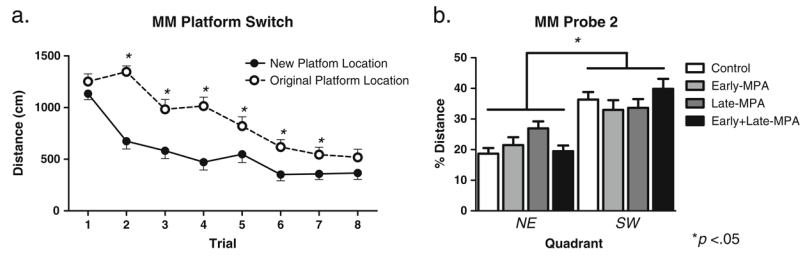 a.
MM Platform Switch
New Platfom Location
Original Platform Location
Distance (cm)
1500
1000
500
0
* * * * * *
1 2 3 4 5 6 7 8
Trial
b.
MM Probe 2
*
Control
Early-MPA
Late-MPA
Early+Late-MPA
% Distance
50
40
30
20
10
0
NE SW
Quadrant
*p <.05